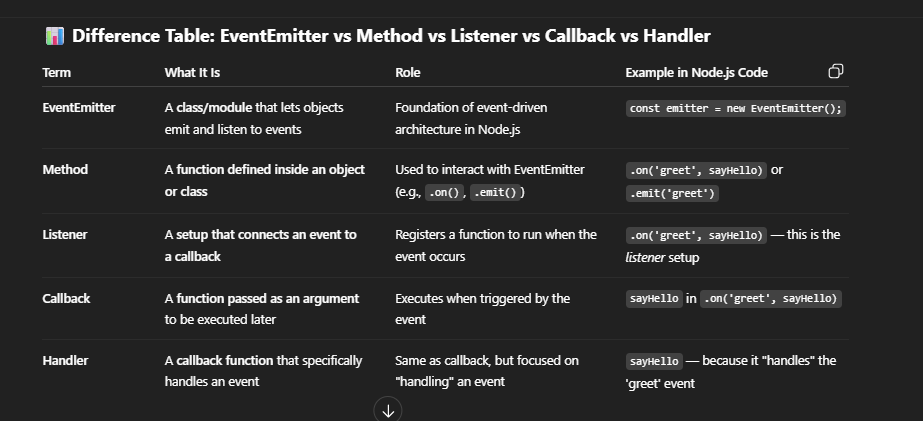 📊 Difference Table: EventEmitter vs Method vs Listener vs Callback vs Handler
Term What It Is Role Example in Node.js Code
EventEmitter A class/module that lets objects Foundation of event-driven const emitter = new EventEmitter();
emit and listen to events architecture in Node.js
Method A function defined inside an object Used to interact with EventEmitter .on('greet', sayHello) or
or class (e.g., .on(), .emit()) .emit('greet')
Listener A setup that connects an event to Registers a function to run when the .on('greet', sayHello) — this is the
a callback event occurs listener setup
Callback A function passed as an argument Executes when triggered by the sayHello in .on('greet', sayHello)
to be executed later event
Handler A callback function that specifically Same as callback, but focused on sayHello — because it "handles" the
handles an event "handling" an event 'greet' event